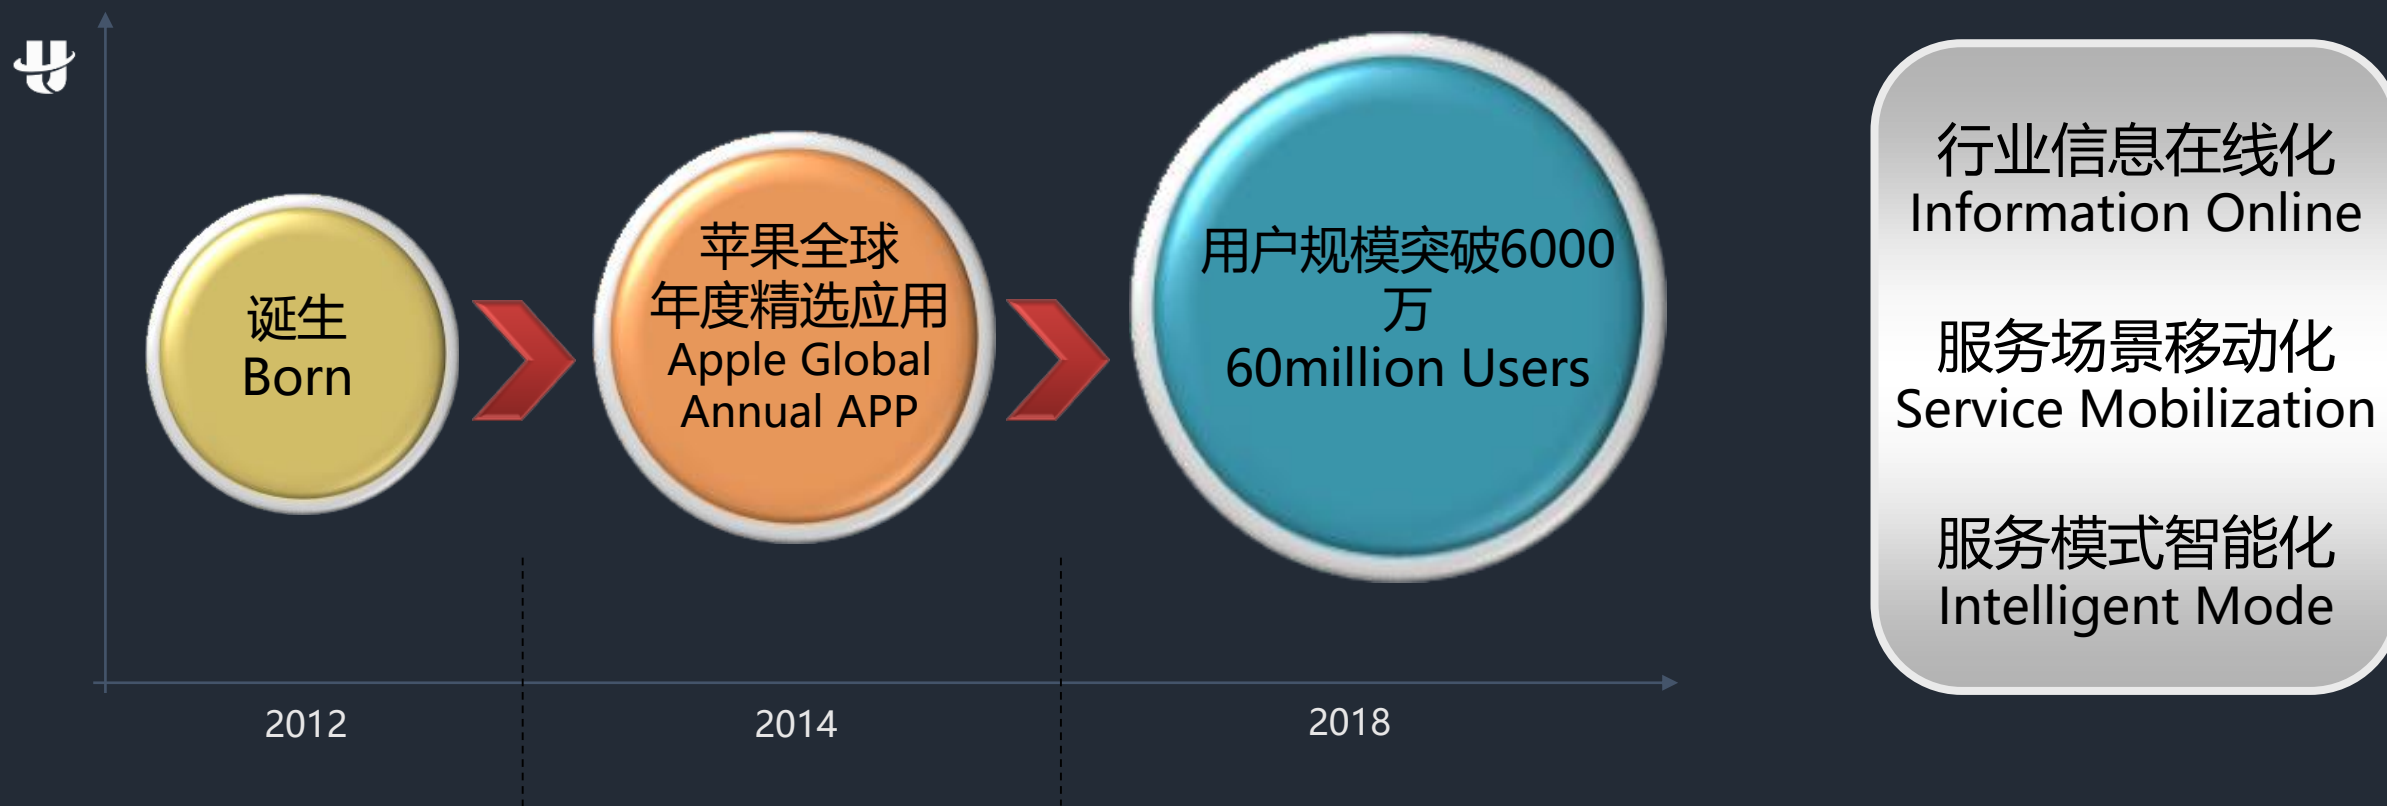 诞生
Born
苹果全球
年度精选应用
Apple Global
Annual APP
用户规模突破6000
万
60million Users
行业信息在线化
Information Online
服务场景移动化
Service Mobilization
服务模式智能化
Intelligent Mode
2012
2014
2018